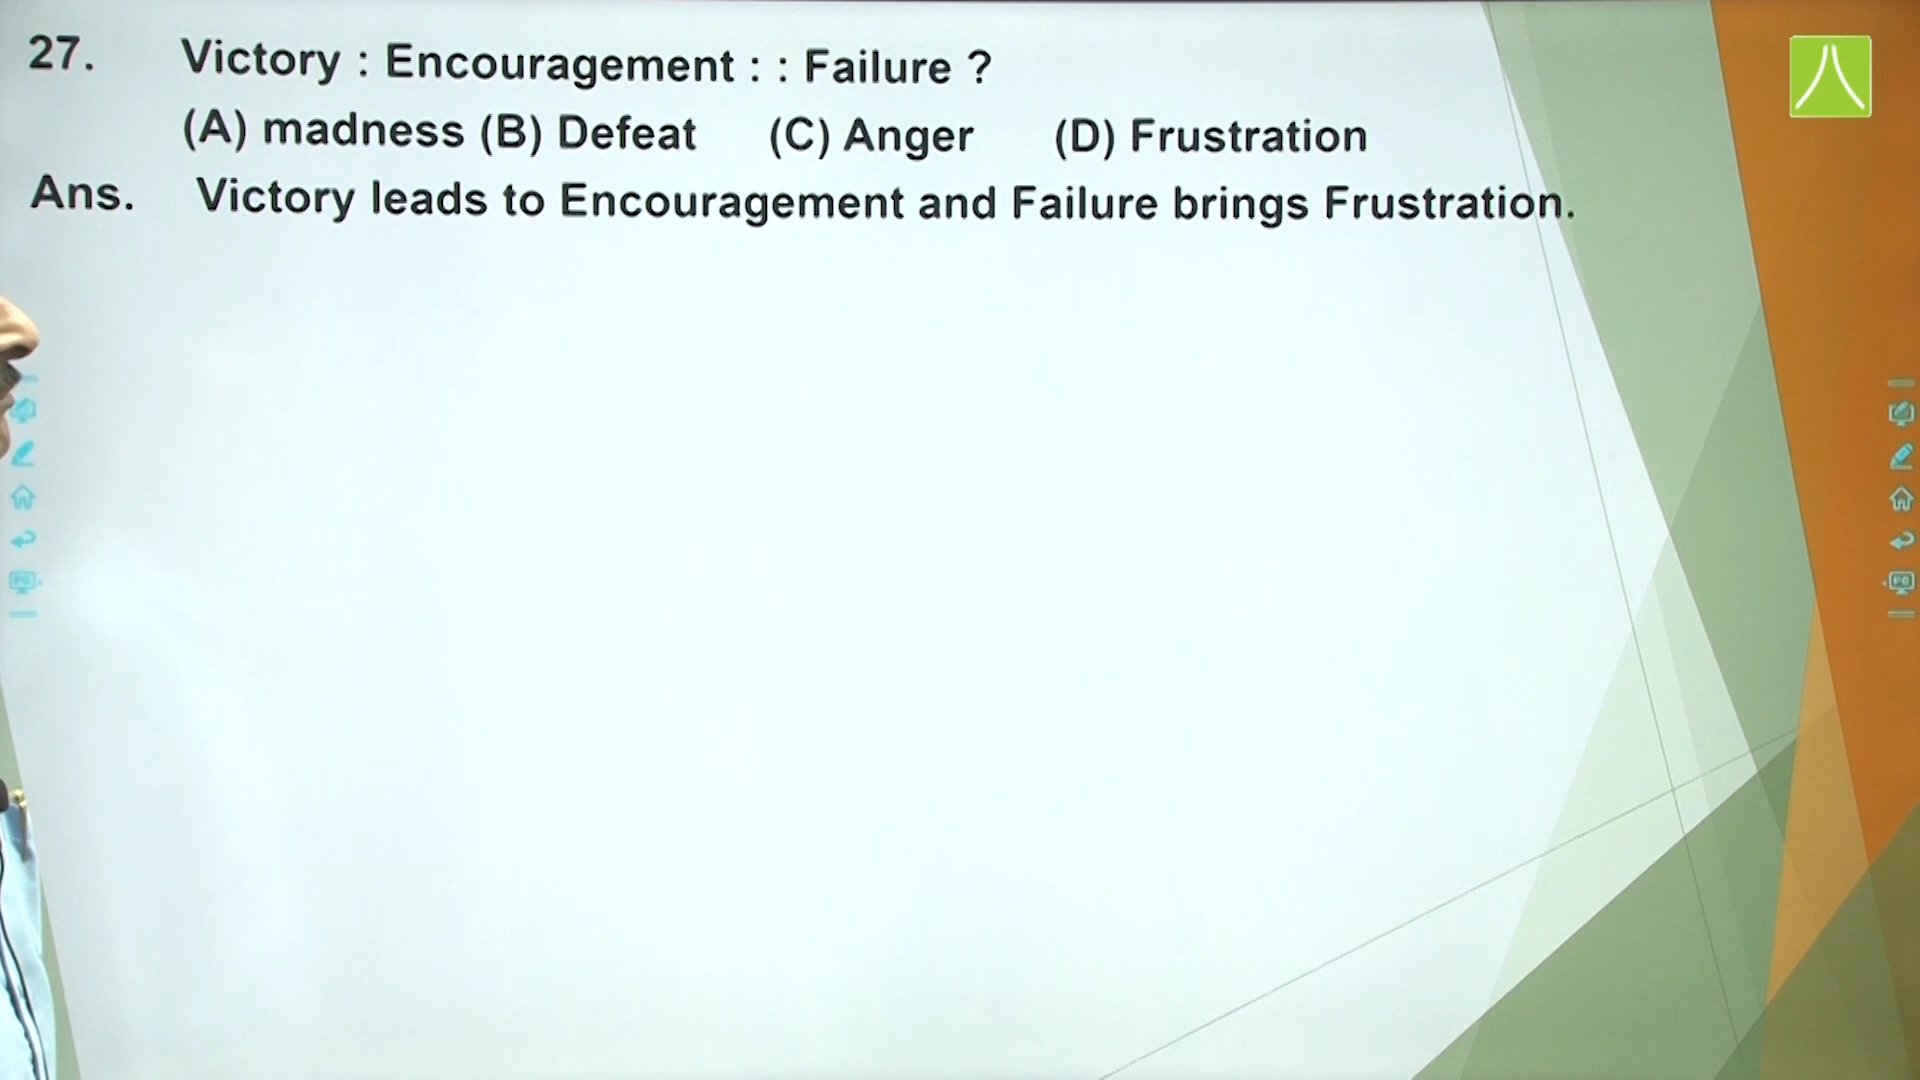 27. Victory : Encouragement : : Failure ?
(A) madness (B) Defeat (C) Anger (D) Frustration
Ans. Victory leads to Encouragement and Failure brings Frustration.